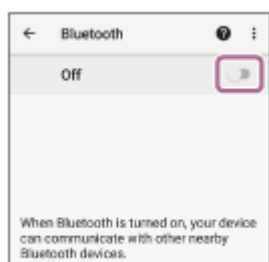 Bluetooth
Off
When Bluetooth is turned on, your device
can communicate with other nearby
Bluetooth devices.